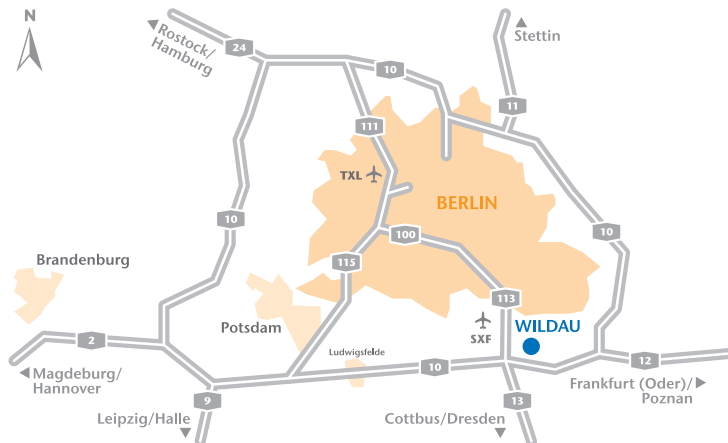 N
Rostock/
Hamburg
24
10
Stettin
11
111
TXL
BERLIN
10
100
10
115
Brandenburg
113
Potsdam
SXF
WILDAU
2
Ludwigsfelde
10
12
Magdeburg/
Hannover
Frankfurt (Oder)/
Poznan
9
13
Leipzig/Halle
Cottbus/Dresden